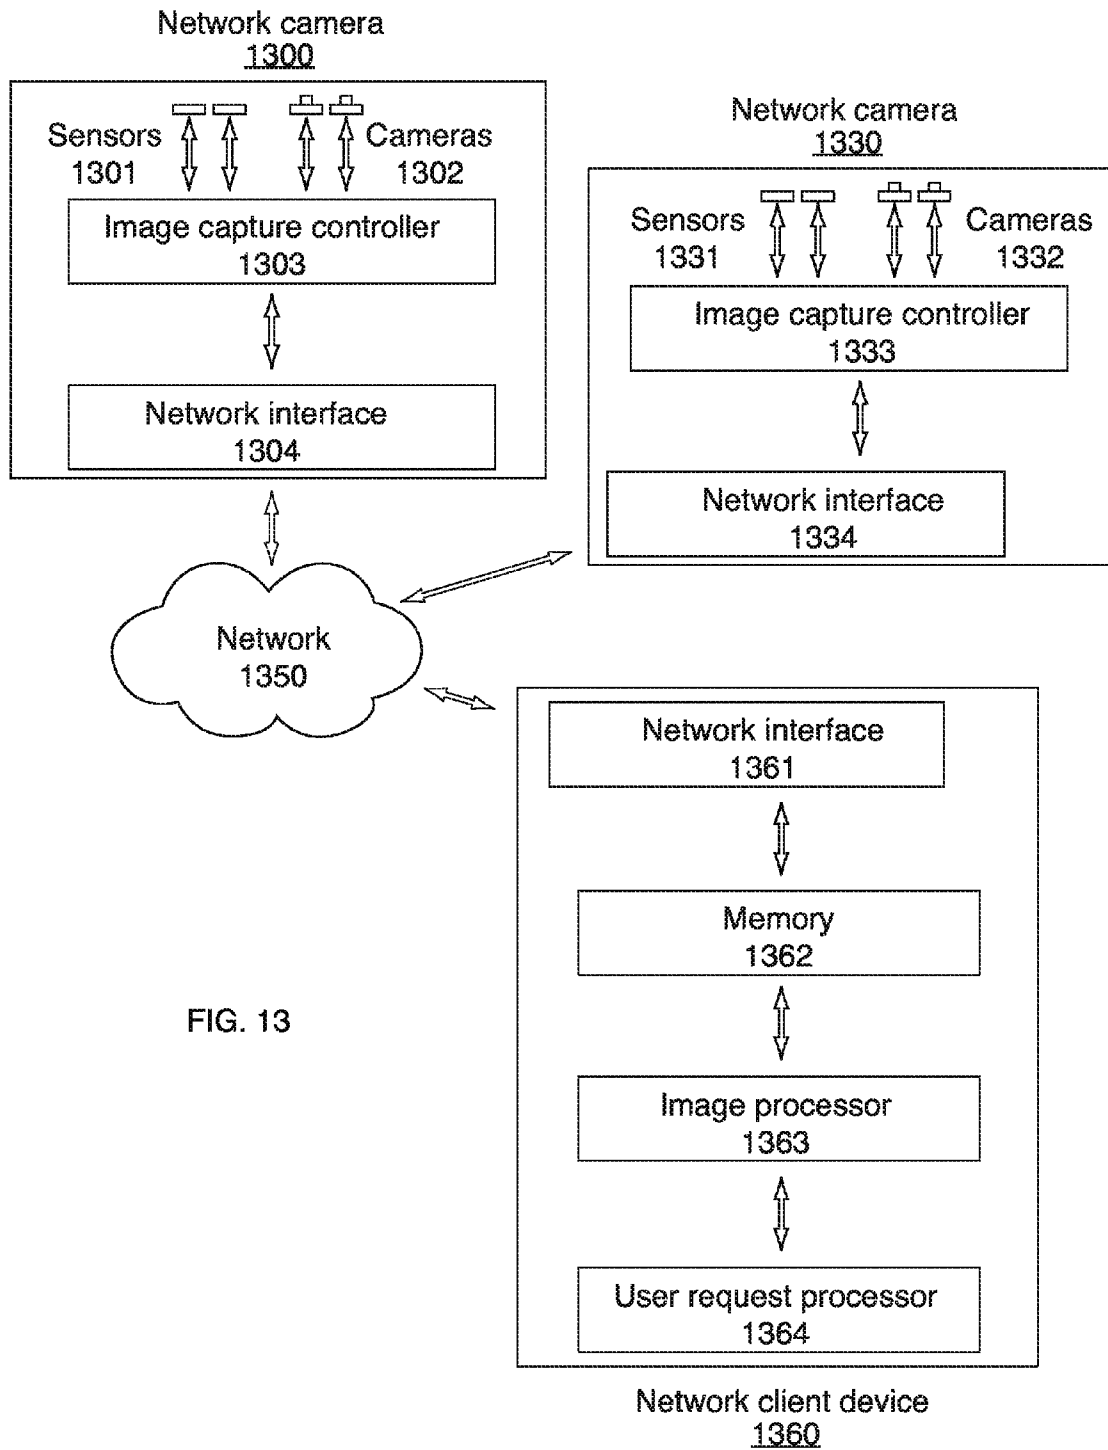 Network camera
1300
Sensors
1301
Cameras
1302
Image capture controller
1303
Network interface
1304
Network camera
1330
Sensors
1331
Cameras
1332
Image capture controller
1333
Network interface
1334
Network
1350
Network interface
1361
Memory
1362
Image processor
1363
User request processor
1364
Network client device
1360
FIG. 13